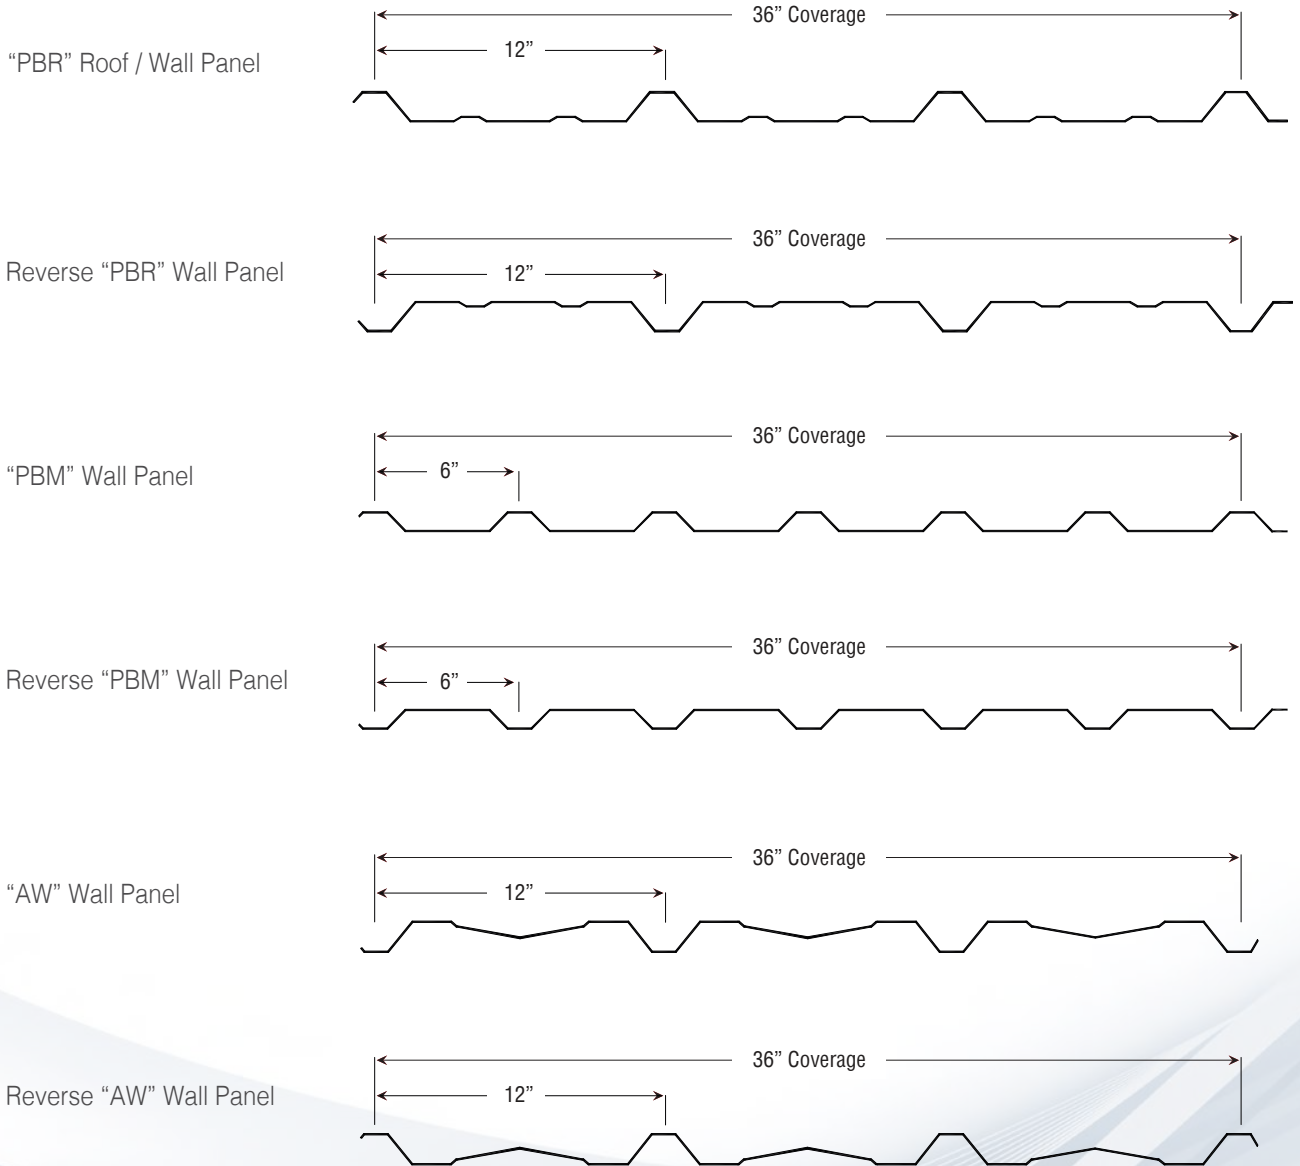 36” Coverage
“PBR” Roof / Wall Panel
12”
36” Coverage
Reverse “PBR” Wall Panel
12”
36” Coverage
“PBM” Wall Panel
6”
36” Coverage
Reverse “PBM” Wall Panel
6”
36” Coverage
“AW” Wall Panel
12”
36” Coverage
Reverse “AW” Wall Panel
12”